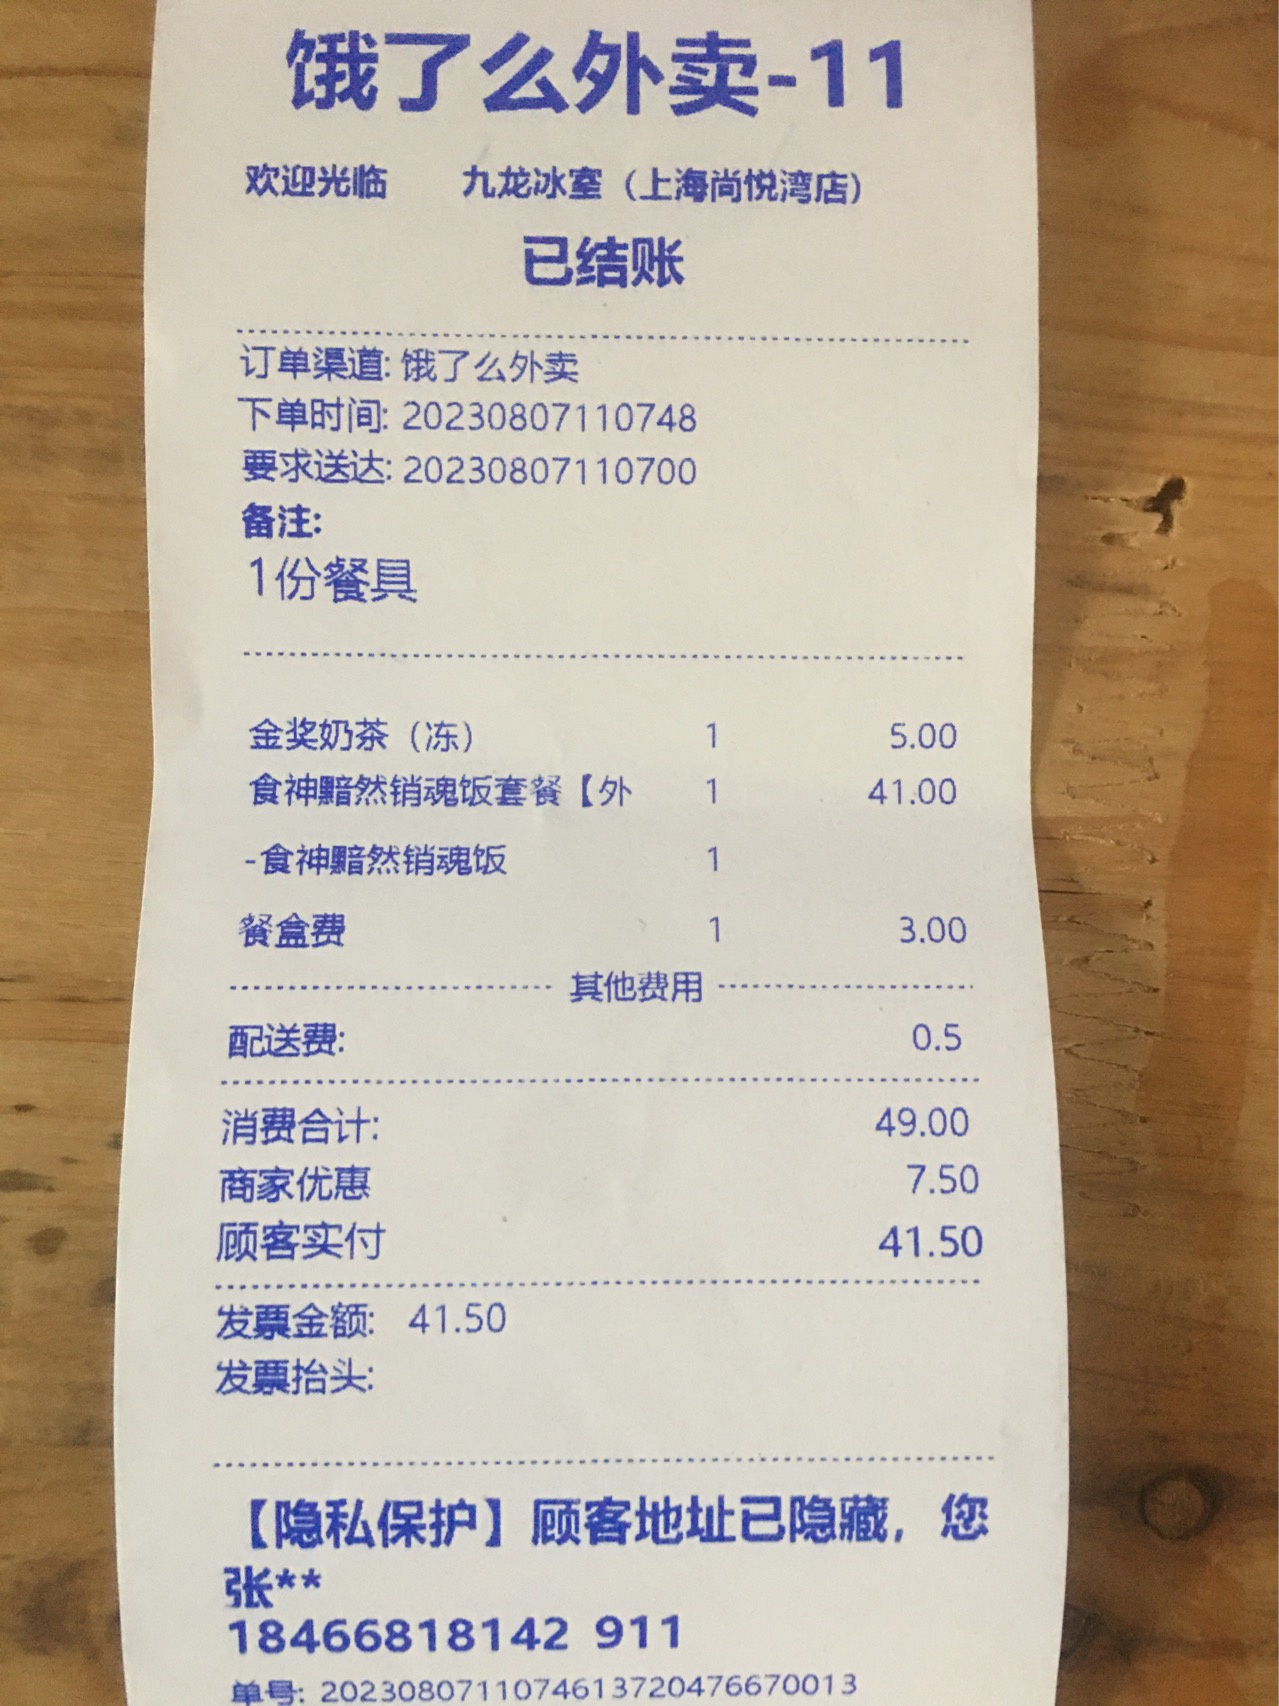 饿了么外卖-11
欢迎光临 九龙冰室（上海尚悦湾店）
已结账
订单渠道: 饿了么外卖
下单时间: 20230807110748
要求送达: 20230807110700
备注:
1份餐具
金奖奶茶（冻） 1 5.00
食神黯然销魂饭套餐【外 1 41.00
-食神黯然销魂饭 1
餐盒费 1 3.00
其他费用
配送费: 0.5
消费合计: 49.00
商家优惠 7.50
顾客实付 41.50
发票金额: 41.50
发票抬头:
【隐私保护】顾客地址已隐藏，您
张**
18466818142 911
单号: 2023080711074613720476670013